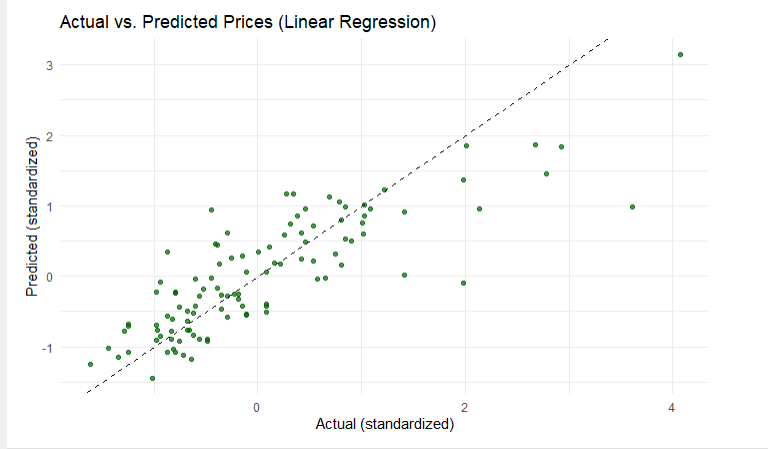 Actual vs. Predicted Prices (Linear Regression)
3
2
1
0
-1
Predicted (standardized)
0
2
4
Actual (standardized)